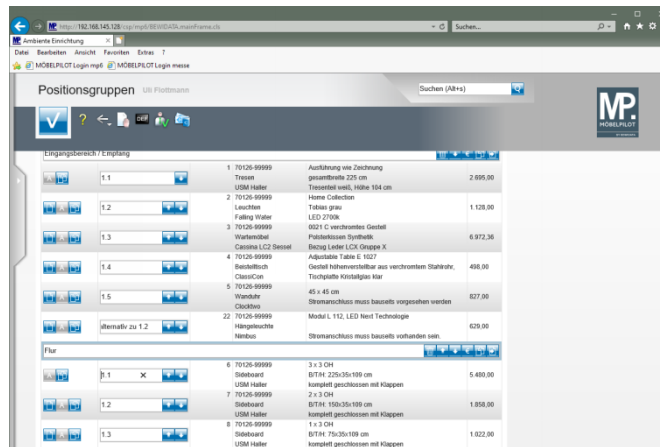 http://192.168.145.128/csp/mp6/BEWIDATA.mainFrame.cls
Suchen...
Ambiente Einrichtung
Datei Bearbeiten Ansicht Favoriten Extras ?
MÖBELPILOT Login mp6 MÖBELPILOT Login messe
Positionsgruppen Uli Flottmann
Suchen (Alt+s)
MP.
MÖBELPILOT
Eingangsbereich / Empfang
1.1 1 70126-99999 Ausführung wie Zeichnung
Tresen gesamtbreite 225 cm 2.695,00
USM Haller Tresenteil weiß, Höhe 104 cm
2 70126-99999 Home Collection
1.2 Leuchten Tobias grau 1.128,00
Falling Water LED 2700k
3 70126-99999 0021 C verchromtes Gestell
1.3 Wartemöbel Polsterkissen Synthetik 6.972,36
Cassina LC2 Sessel Bezug Leder LCX Gruppe X
4 70126-99999 Adjustable Table E 1027
1.4 Beistelltisch Gestell höhenverstellbar aus verchromtem Stahlrohr, 498,00
ClassiCon Tischplatte Kristallglas klar
5 70126-99999 45 x 45 cm
1.5 Wanduhr Stromanschluss muss bauseits vorgesehen werden 827,00
Clocktwo
22 70126-99999 Modul L 112, LED Next Technologie
lternativ zu 1.2 Hängeleuchte 629,00
Nimbus Stromanschluss muss bauseits vorhanden sein.
Flur
6 70126-99999 3 x 3 OH
1.1 Sideboard B/T/H: 225x35x109 cm 5.400,00
USM Haller komplett geschlossen mit Klappen
7 70126-99999 2 x 3 OH
1.2 Sideboard B/T/H: 150x35x109 cm 1.858,00
USM Haller komplett geschlossen mit Klappen
8 70126-99999 1 x 3 OH
1.3 Sideboard B/T/H: 75x35x109 cm 1.022,00
USM Haller komplett geschlossen mit Klappen